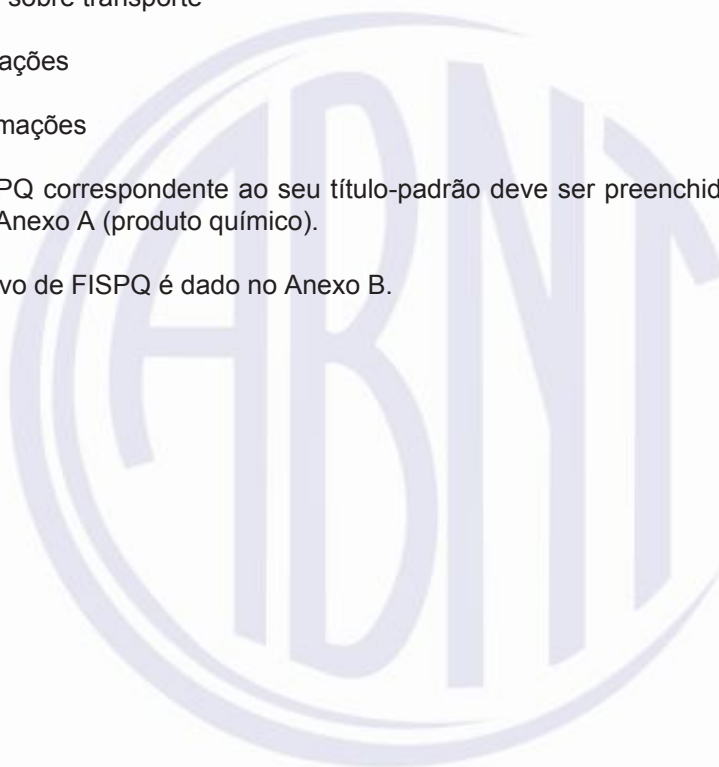 sobre transporte
ações
mações
PQ correspondente ao seu título-padrão deve ser preenchid
Anexo A (produto químico).
vo de FISPQ é dado no Anexo B.
ABNT